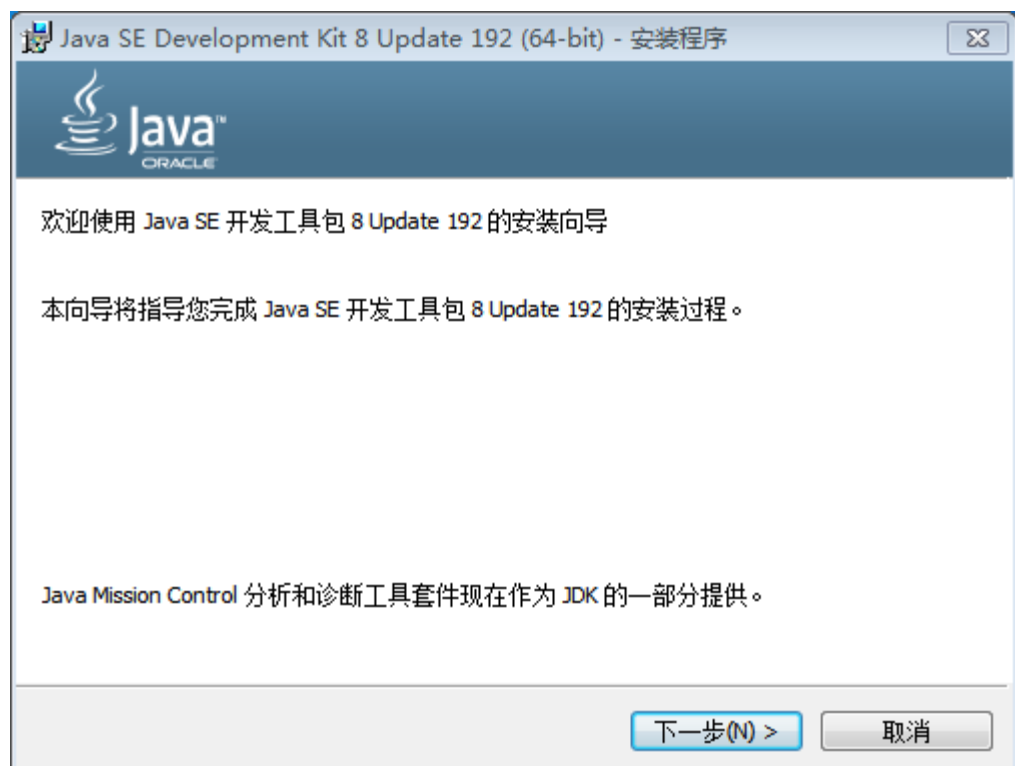 Java SE Development Kit 8 Update 192 (64-bit) - 安装程序
Java™
ORACLE
欢迎使用 Java SE 开发工具包 8 Update 192 的安装向导
本向导将指导您完成 Java SE 开发工具包 8 Update 192 的安装过程。
Java Mission Control 分析和诊断工具套件现在作为 JDK 的一部分提供。
下一步(N) > 取消